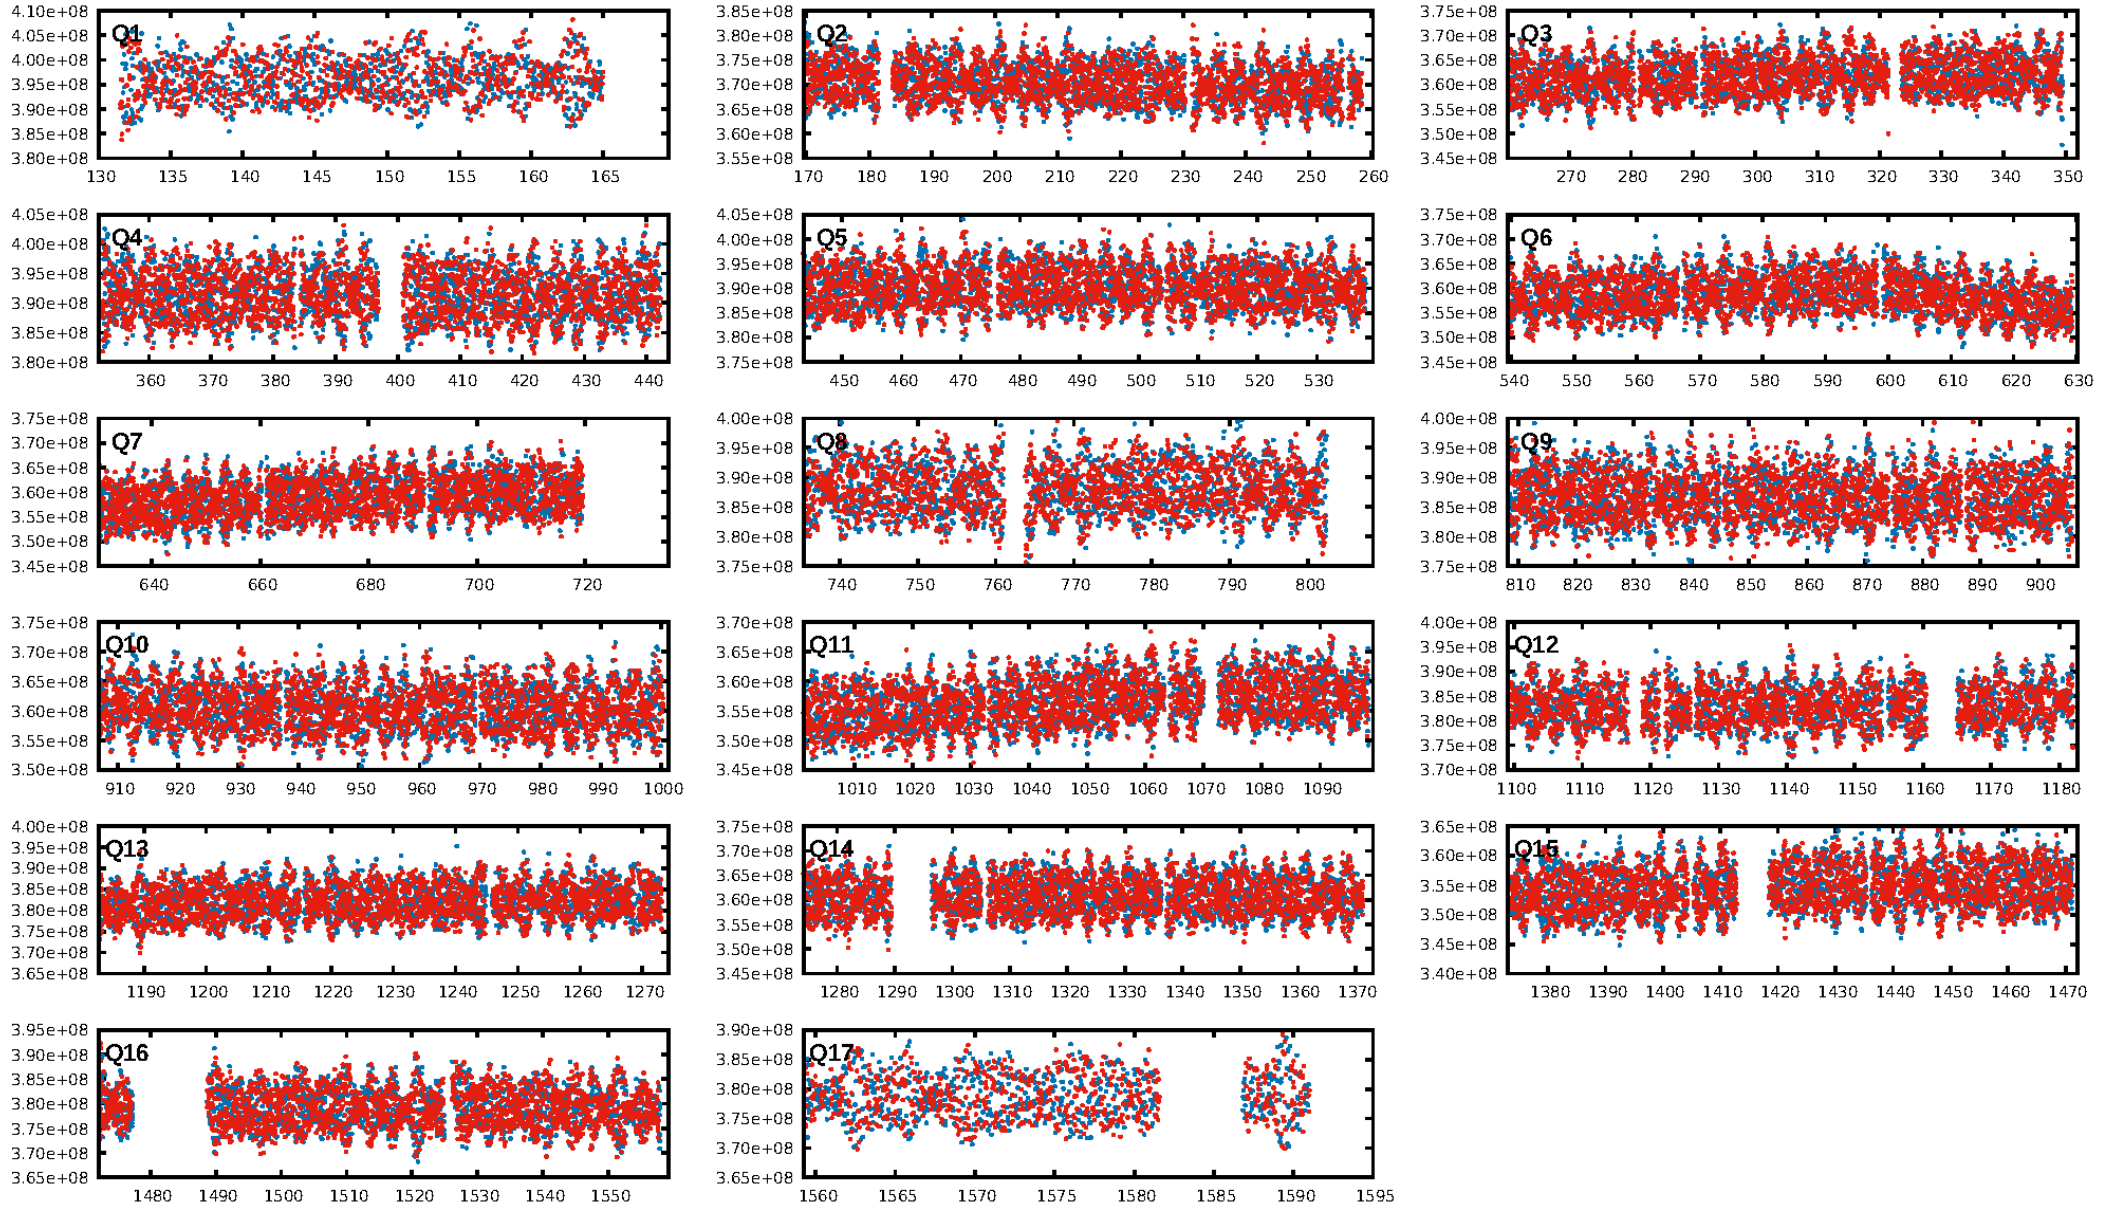 4.10e+08 4.05e+08 4.00e+08 3.95e+08 3.90e+08 3.85e+08 3.80e+08
Q1
130 135 140 145 150 155 160 165
3.85e+08 3.80e+08 3.75e+08 3.70e+08 3.65e+08 3.60e+08 3.55e+08
Q2
170 180 190 200 210 220 230 240 250 260
3.75e+08 3.70e+08 3.65e+08 3.60e+08 3.55e+08 3.50e+08 3.45e+08
Q3
270 280 290 300 310 320 330 340 350
4.05e+08 4.00e+08 3.95e+08 3.90e+08 3.85e+08 3.80e+08
Q4
360 370 380 390 400 410 420 430 440
4.05e+08 4.00e+08 3.95e+08 3.90e+08 3.85e+08 3.80e+08 3.75e+08
Q5
450 460 470 480 490 500 510 520 530
3.75e+08 3.70e+08 3.65e+08 3.60e+08 3.55e+08 3.50e+08 3.45e+08
Q6
540 550 560 570 580 590 600 610 620 630
3.75e+08 3.70e+08 3.65e+08 3.60e+08 3.55e+08 3.50e+08 3.45e+08
Q7
640 660 680 700 720
4.00e+08 3.95e+08 3.90e+08 3.85e+08 3.80e+08 3.75e+08
Q8
740 750 760 770 780 790 800
4.00e+08 3.95e+08 3.90e+08 3.85e+08 3.80e+08 3.75e+08
Q9
810 820 830 840 850 860 870 880 890 900
3.75e+08 3.70e+08 3.65e+08 3.60e+08 3.55e+08 3.50e+08
Q10
910 920 930 940 950 960 970 980 990 1000
3.70e+08 3.65e+08 3.60e+08 3.55e+08 3.50e+08 3.45e+08
Q11
1010 1020 1030 1040 1050 1060 1070 1080 1090
4.00e+08 3.95e+08 3.90e+08 3.85e+08 3.80e+08 3.75e+08 3.70e+08
Q12
1100 1110 1120 1130 1140 1150 1160 1170 1180
4.00e+08 3.95e+08 3.90e+08 3.85e+08 3.80e+08 3.75e+08 3.70e+08 3.65e+08
Q13
1190 1200 1210 1220 1230 1240 1250 1260 1270
3.75e+08 3.70e+08 3.65e+08 3.60e+08 3.55e+08 3.50e+08 3.45e+08
Q14
1280 1290 1300 1310 1320 1330 1340 1350 1360 1370
3.65e+08 3.60e+08 3.55e+08 3.50e+08 3.45e+08 3.40e+08
Q15
1380 1390 1400 1410 1420 1430 1440 1450 1460 1470
3.95e+08 3.90e+08 3.85e+08 3.80e+08 3.75e+08 3.70e+08 3.65e+08
Q16
1480 1490 1500 1510 1520 1530 1540 1550
3.90e+08 3.85e+08 3.80e+08 3.75e+08 3.70e+08 3.65e+08
Q17
1560 1565 1570 1575 1580 1585 1590 1595